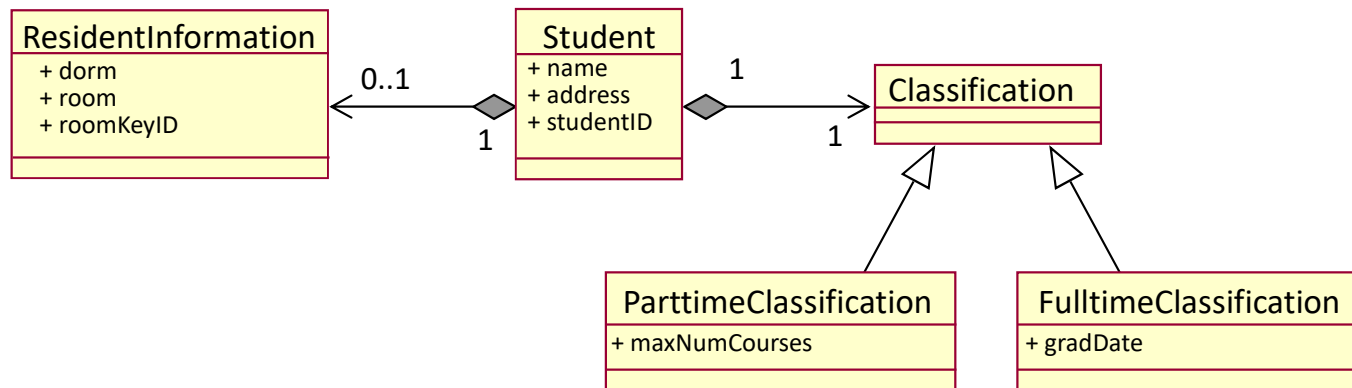 ResidentInformation
+ dorm
+ room
+ roomKeyID
0..1
1
Student
+ name
+ address
+ studentID
1
1
Classification
ParttimeClassification
+ maxNumCourses
FulltimeClassification
+ gradDate